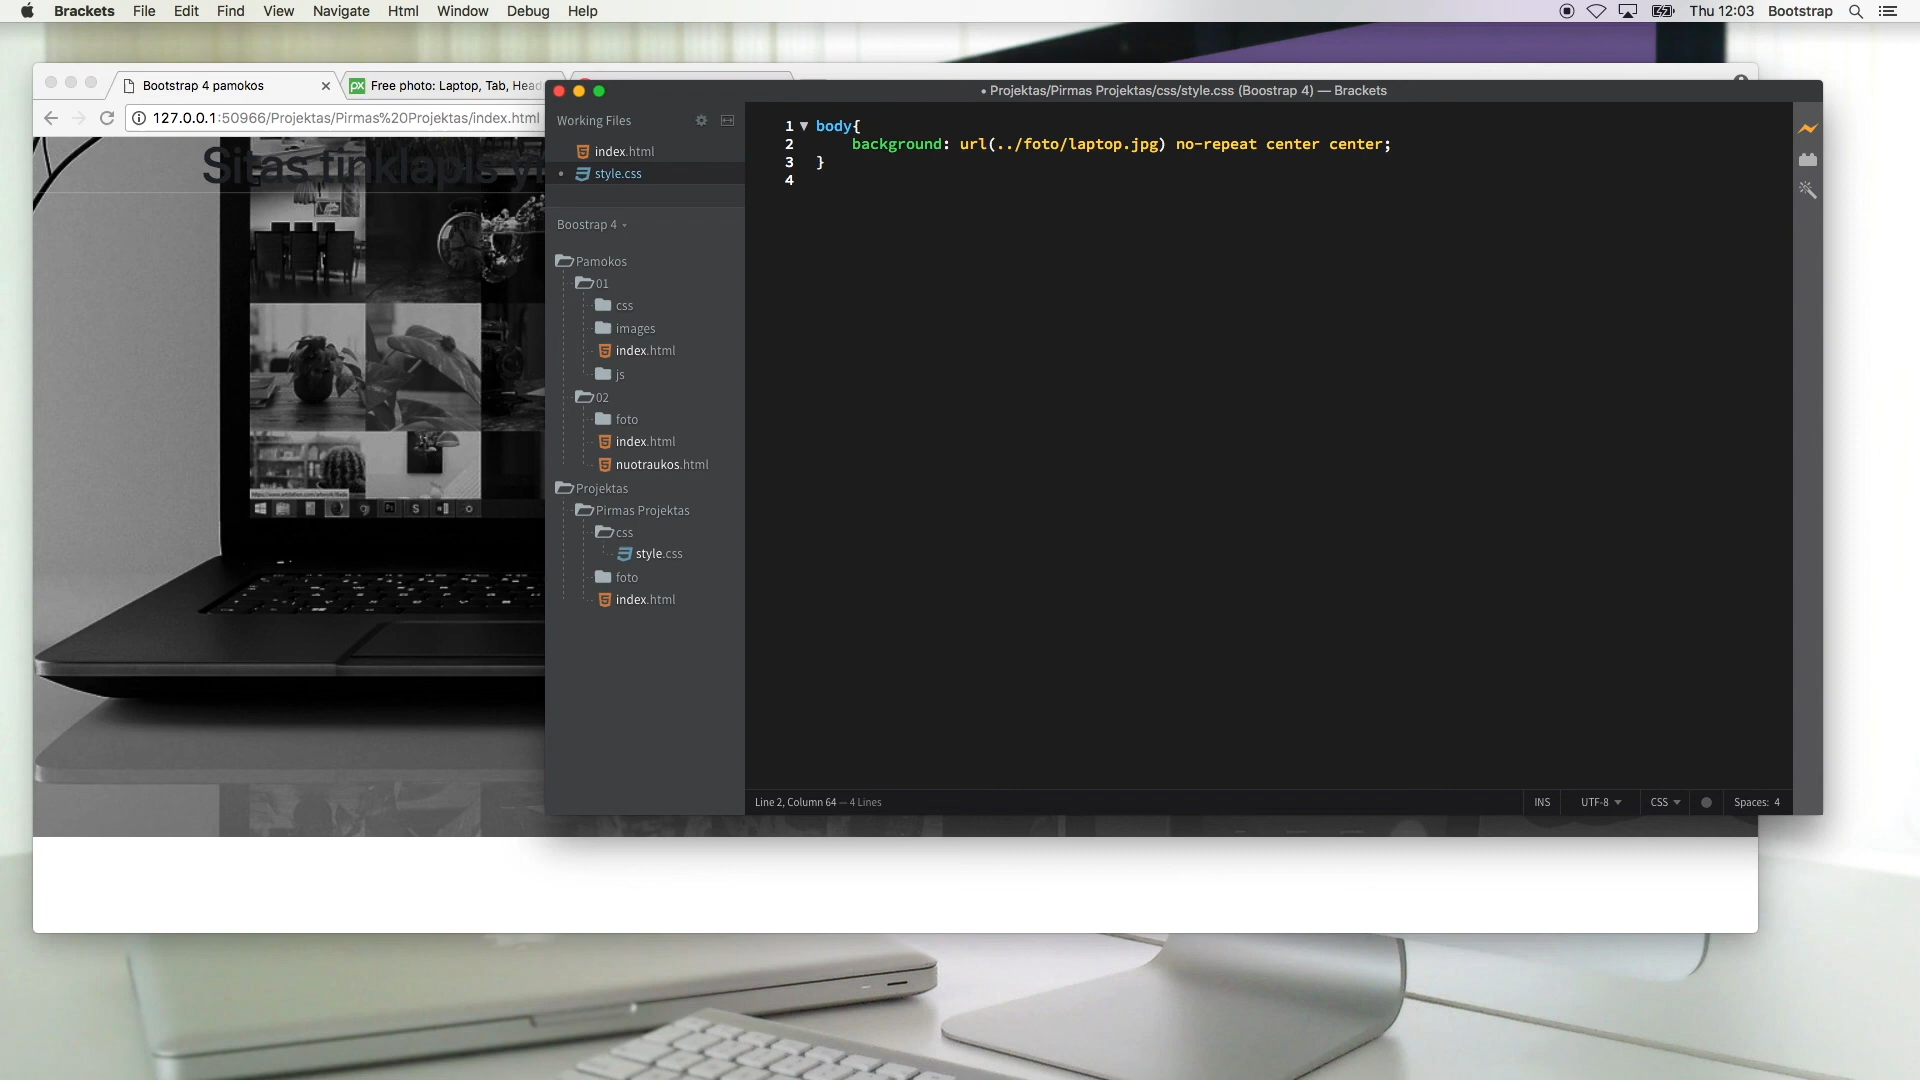 Brackets File Edit Find View Navigate Html Window Debug Help
Thu 12:03 Bootstrap
Bootstrap 4 pamokos
Free photo: Laptop, Tab, Head
127.0.0.1:50966/Projektas/Pirmas%20Projektas/index.html
Sitas tinklapis
• Projektas/Pirmas Projektas/css/style.css (Boostrap 4) — Brackets
Working Files
index.html
• style.css
Boostrap 4
Pamokos
01
css
images
index.html
js
02
foto
index.html
nuotraukos.html
Projektas
Pirmas Projektas
css
style.css
foto
index.html
1 body{
2 background: url(../foto/laptop.jpg) no-repeat center center;
3 }
4
Line 2, Column 64 — 4 Lines
INS UTF-8 CSS Spaces: 4